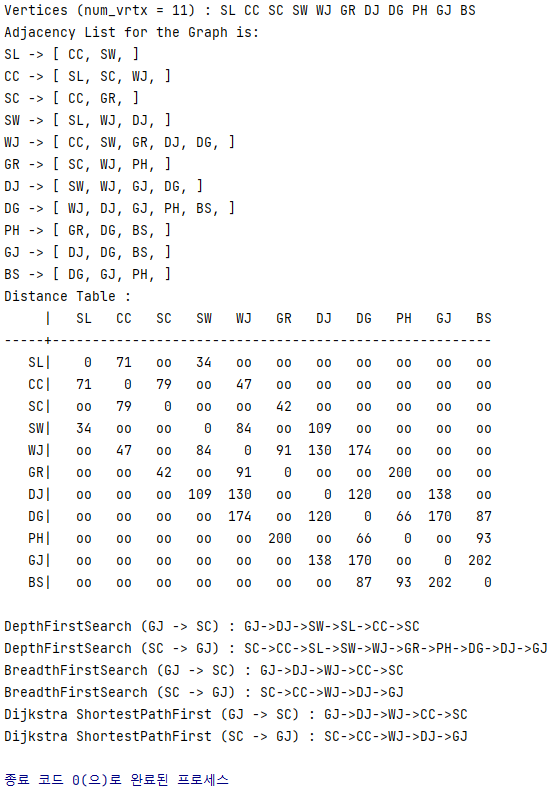 Vertices (num_vrtx = 11) : SL CC SC SW WJ GR DJ DG PH GJ BS
Adjacency List for the Graph is:
SL -> [ CC, SW, ]
CC -> [ SL, SC, WJ, ]
SC -> [ CC, GR, ]
SW -> [ SL, WJ, DJ, ]
WJ -> [ CC, SW, GR, DJ, DG, ]
GR -> [ SC, WJ, PH, ]
DJ -> [ SW, WJ, GJ, DG, ]
DG -> [ WJ, DJ, GJ, PH, BS, ]
PH -> [ GR, DG, BS, ]
GJ -> [ DJ, DG, BS, ]
BS -> [ DG, GJ, PH, ]
Distance Table :
     |   SL   CC   SC   SW   WJ   GR   DJ   DG   PH   GJ   BS
-----+-------------------------------------------------------
   SL|    0   71   oo   34   oo   oo   oo   oo   oo   oo   oo
   CC|   71    0   79   oo   47   oo   oo   oo   oo   oo   oo
   SC|   oo   79    0   oo   oo   42   oo   oo   oo   oo   oo
   SW|   34   oo   oo    0   84   oo  109   oo   oo   oo   oo
   WJ|   oo   47   oo   84    0   91  130  174   oo   oo   oo
   GR|   oo   oo   42   oo   91    0   oo   oo  200   oo   oo
   DJ|   oo   oo   oo  109  130   oo    0  120   oo  138   oo
   DG|   oo   oo   oo   oo  174   oo  120    0   66  170   87
   PH|   oo   oo   oo   oo   oo  200   oo   66    0   oo   93
   GJ|   oo   oo   oo   oo   oo   oo  138  170   oo    0  202
   BS|   oo   oo   oo   oo   oo   oo   oo   87   93  202    0
DepthFirstSearch (GJ -> SC) : GJ->DJ->SW->SL->CC->SC
DepthFirstSearch (SC -> GJ) : SC->CC->SL->SW->WJ->GR->PH->DG->DJ->GJ
BreadthFirstSearch (GJ -> SC) : GJ->DJ->WJ->CC->SC
BreadthFirstSearch (SC -> GJ) : SC->CC->WJ->DJ->GJ
Dijkstra ShortestPathFirst (GJ -> SC) : GJ->DJ->WJ->CC->SC
Dijkstra ShortestPathFirst (SC -> GJ) : SC->CC->WJ->DJ->GJ
종료 코드 0(으)로 완료된 프로세스